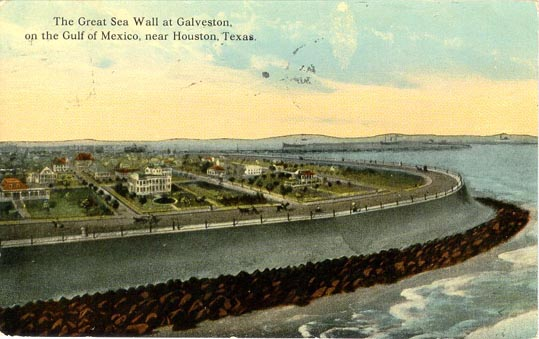 The Great Sea Wall at Galveston,
on the Gulf of Mexico, near Houston, Texas.